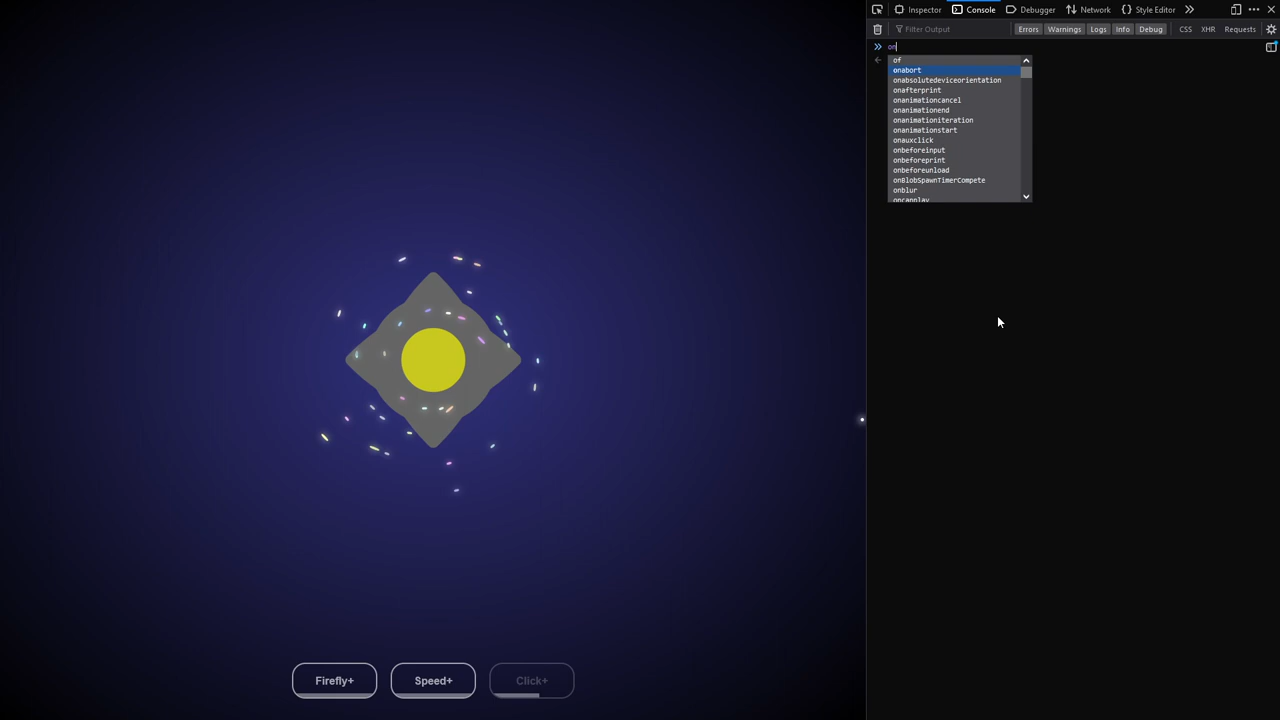 Inspector Console Debugger Network Style Editor
Filter Output Errors Warnings Logs Info Debug CSS XHR Requests
on
of
onabort
onabsolutedeviceorientation
onafterprint
onanimationcancel
onanimationend
onanimationiteration
onanimationstart
onauxclick
onbeforeinput
onbeforeprint
onbeforeunload
onBlobSpawnTimerCompete
onblur
oncanplay
Firefly+ Speed+ Click+